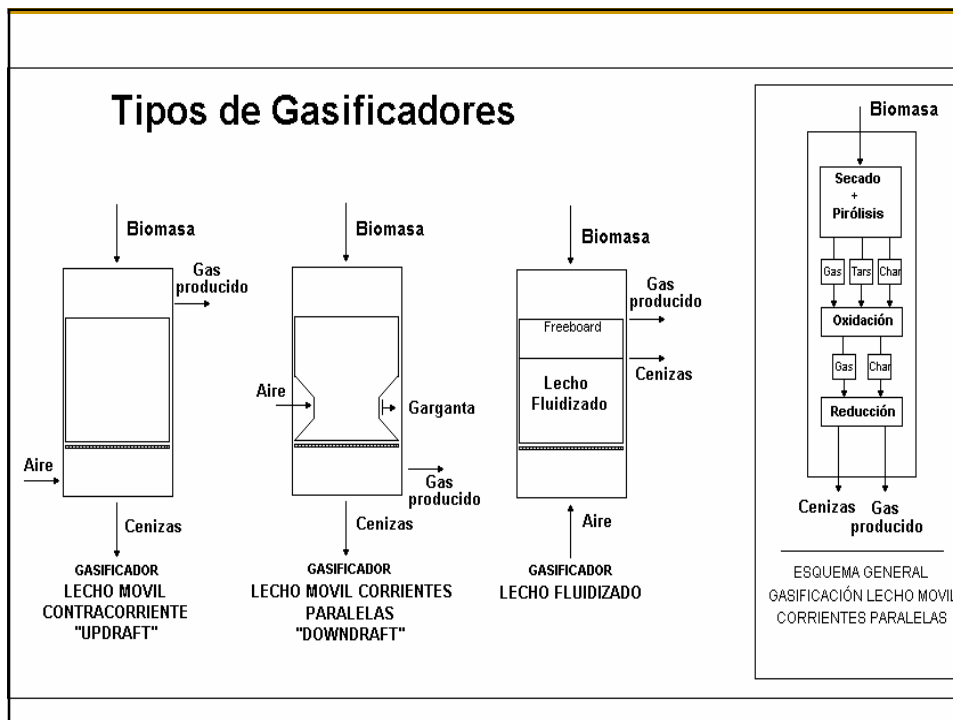 Tipos de Gasificadores
Biomasa
Gas
producido
Aire
Cenizas
GASIFICADOR
LECHO MOVIL
CONTRACORRIENTE
"UPDRAFT"
Biomasa
Aire
Garganta
Gas
producido
Cenizas
GASIFICADOR
LECHO MOVIL CORRIENTES
PARALELAS
"DOWNDRAFT"
Biomasa
Gas
producido
Freeboard
Cenizas
Lecho
Fluidizado
Aire
GASIFICADOR
LECHO FLUIDIZADO
Biomasa
Secado
+
Pirólisis
Gas Tars Char
Oxidación
Gas Char
Reducción
Cenizas Gas
producido
ESQUEMA GENERAL
GASIFICACIÓN LECHO MOVIL
CORRIENTES PARALELAS